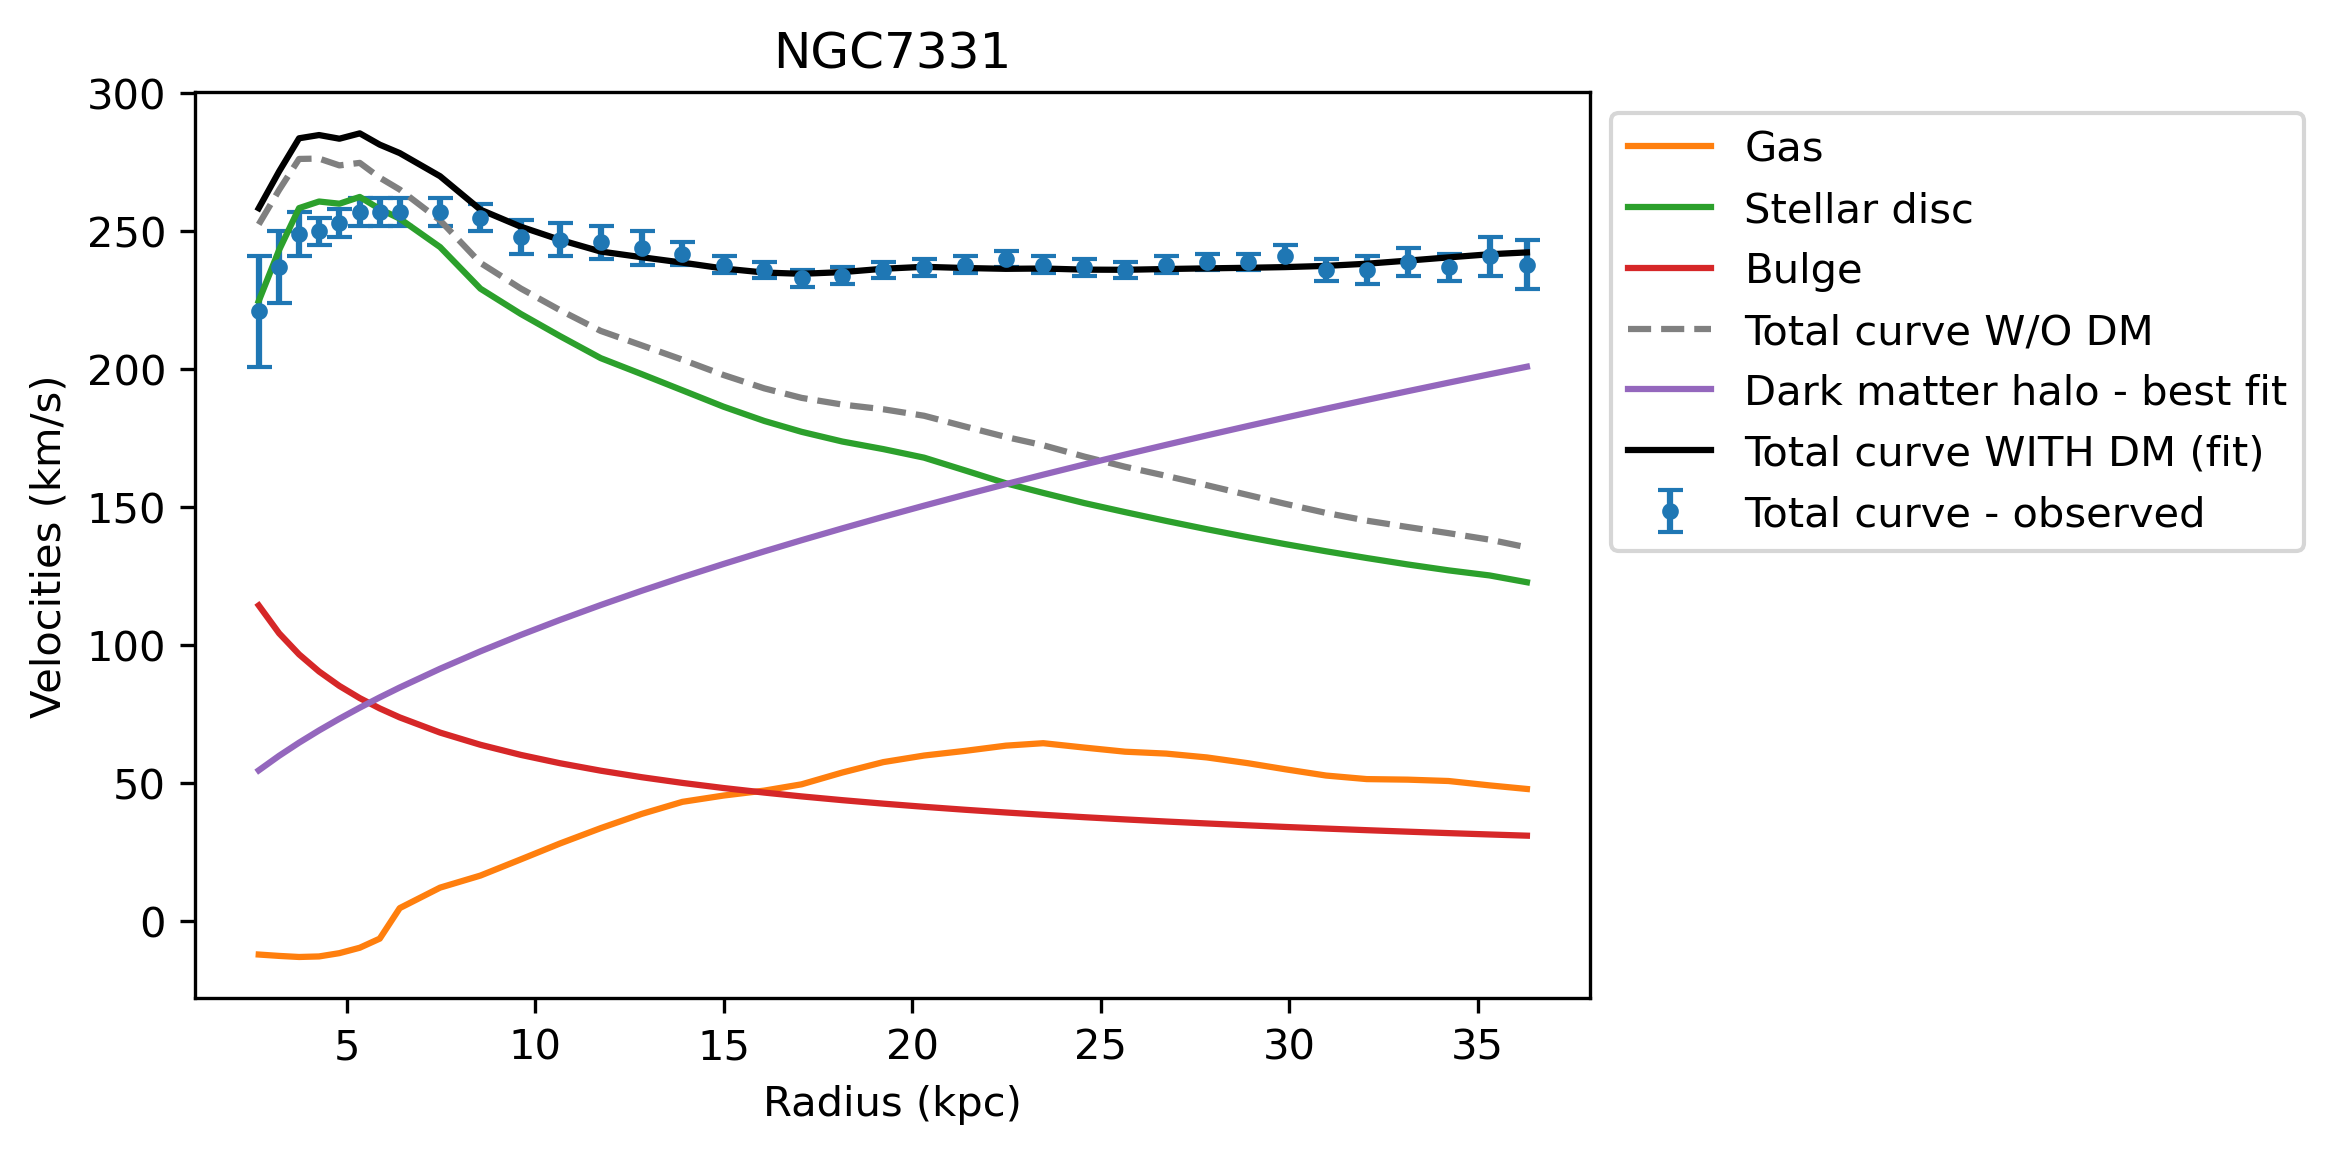 NGC7331
300
250
200
150
100
50
0
Velocities (km/s)
5 10 15 20 25 30 35
Radius (kpc)
Gas
Stellar disc
Bulge
Total curve W/O DM
Dark matter halo - best fit
Total curve WITH DM (fit)
Total curve - observed